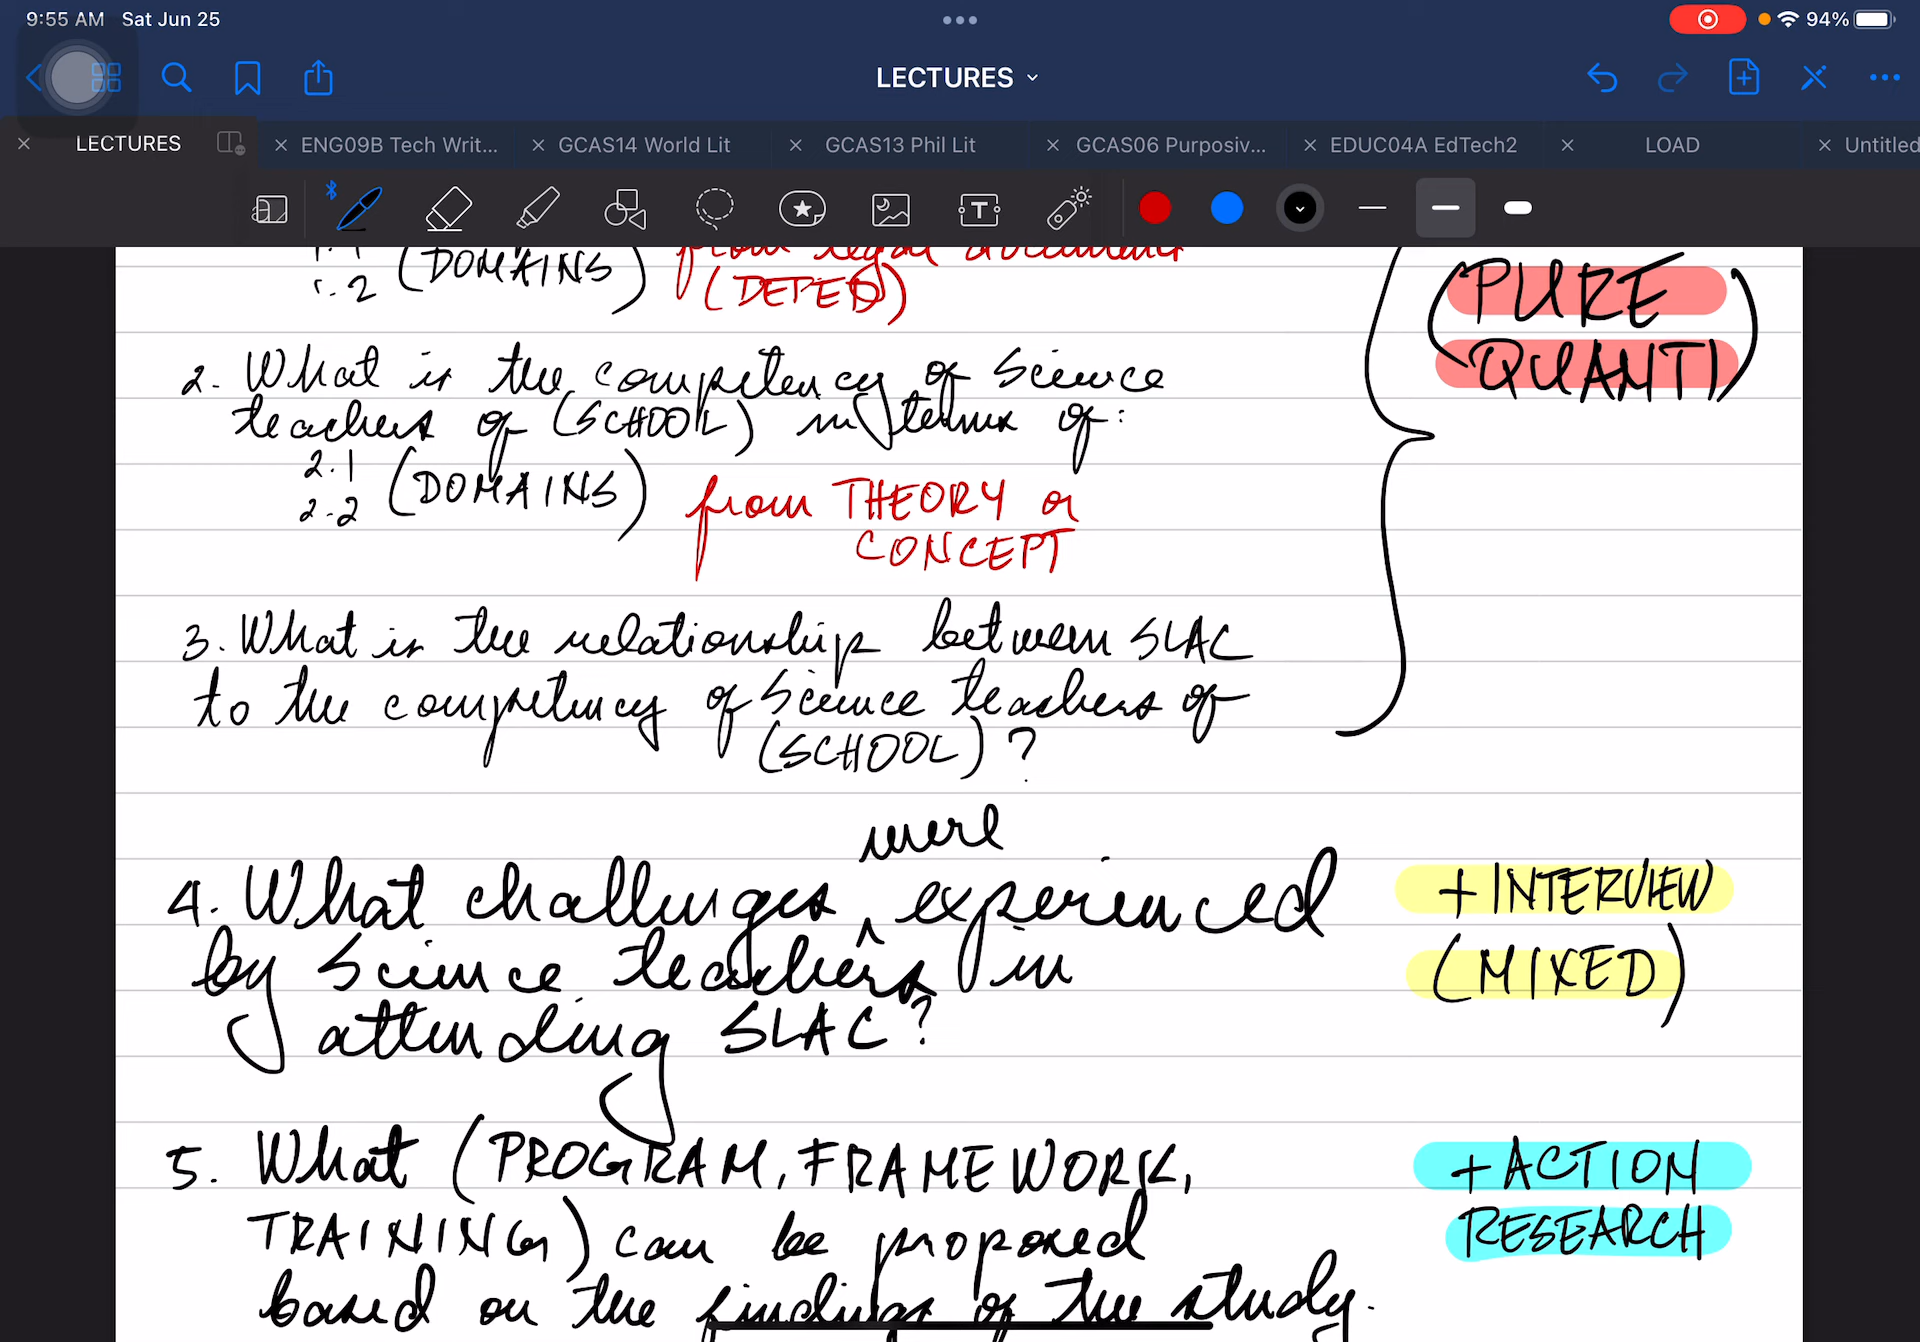 9:55 AM Sat Jun 25
94%
LECTURES
LECTURES
ENG09B Tech Writ...
GCAS14 World Lit
GCAS13 Phil Lit
GCAS06 Purposiv...
EDUC04A EdTech2
LOAD
Untitled
1.1
1.2 (DOMAINS) from legal document
(DEPED)
(PURE
QUANTI)
2. What is the competency of Science
teachers of (SCHOOL) in terms of:
2.1
2.2 (DOMAINS) from THEORY or
CONCEPT
3. What is the relationship between SLAC
to the competency of Science teachers of
(SCHOOL)?
were
4. What challenges ^ experienced
by Science teachers in
attending SLAC?
+ INTERVIEW
(MIXED)
5. What (PROGRAM, FRAMEWORK,
TRAINING) can be proposed
based on the findings of the study.
+ ACTION
RESEARCH